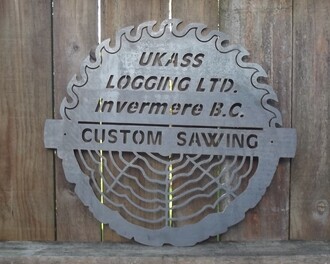 UKASS
LOGGING LTD.
Invermere B.C.
CUSTOM SAWING